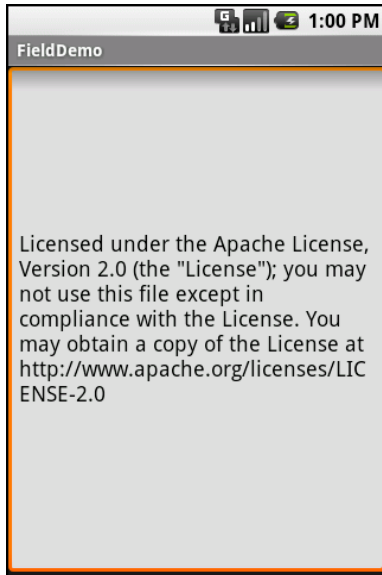 G 1:00 PM
FieldDemo
Licensed under the Apache License,
Version 2.0 (the "License"); you may
not use this file except in
compliance with the License. You
may obtain a copy of the License at
http://www.apache.org/licenses/LIC
ENSE-2.0